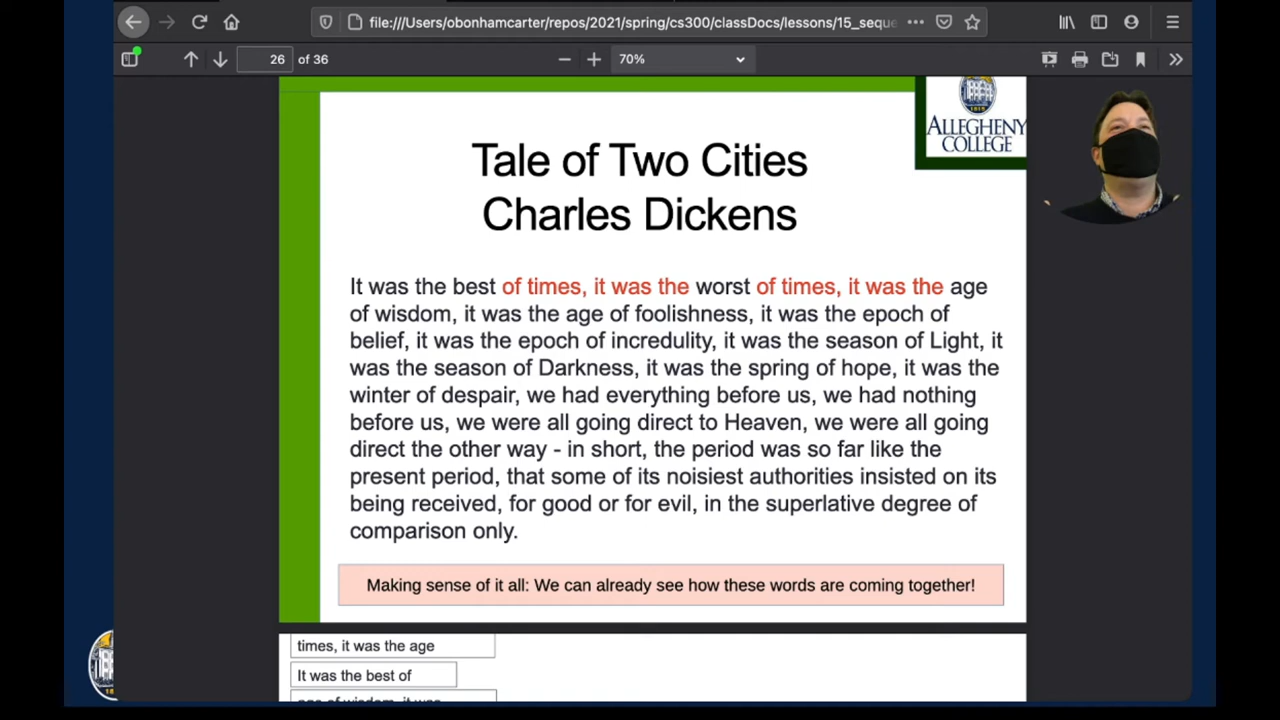 file:///Users/obonhamcarter/repos/2021/spring/cs300/classDocs/lessons/15_seque
26 of 36
70%
ALLEGHENY
COLLEGE
Tale of Two Cities
Charles Dickens
It was the best of times, it was the worst of times, it was the age
of wisdom, it was the age of foolishness, it was the epoch of
belief, it was the epoch of incredulity, it was the season of Light, it
was the season of Darkness, it was the spring of hope, it was the
winter of despair, we had everything before us, we had nothing
before us, we were all going direct to Heaven, we were all going
direct the other way - in short, the period was so far like the
present period, that some of its noisiest authorities insisted on its
being received, for good or for evil, in the superlative degree of
comparison only.
Making sense of it all: We can already see how these words are coming together!
times, it was the age
It was the best of
age of wisdom, it was